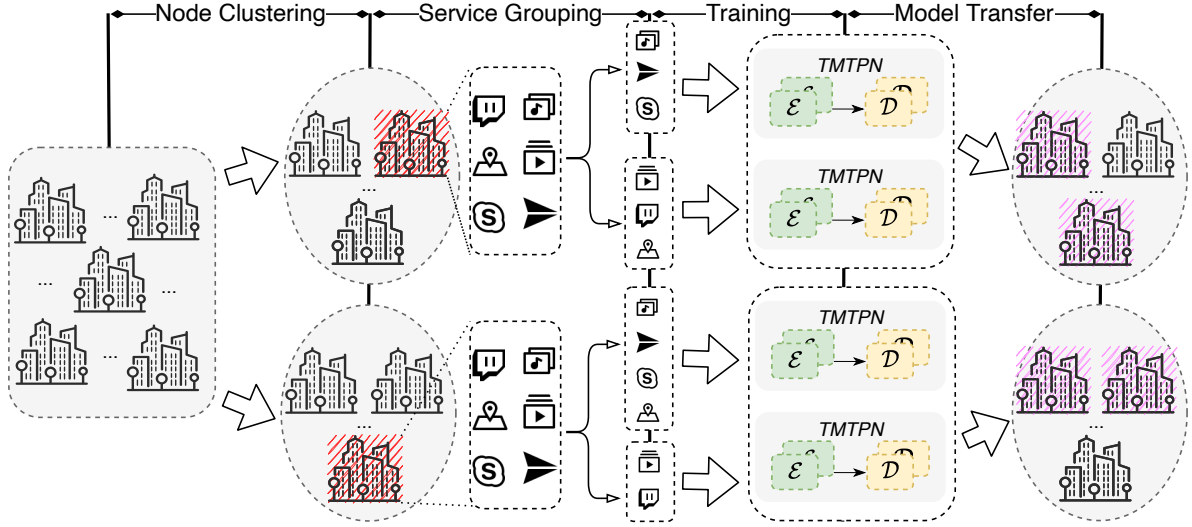 Node Clustering Service Grouping Training Model Transfer
TMTPN
ℰ 𝒟
TMTPN
ℰ 𝒟
TMTPN
ℰ 𝒟
TMTPN
ℰ 𝒟
S
S
S
S
...
...
...
...
...
...
...
...